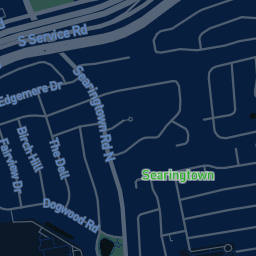 S Service Rd
Edgemere Dr
Searingtown Rd N
Birch Hill
The Dell
Fairview Dr
Searingtown
Dogwood Rd